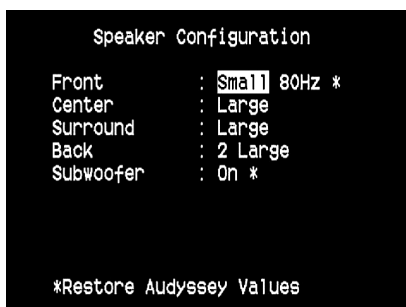 Speaker Configuration
Front : Small 80Hz *
Center : Large
Surround : Large
Back : 2 Large
Subwoofer : On *
*Restore Audyssey Values